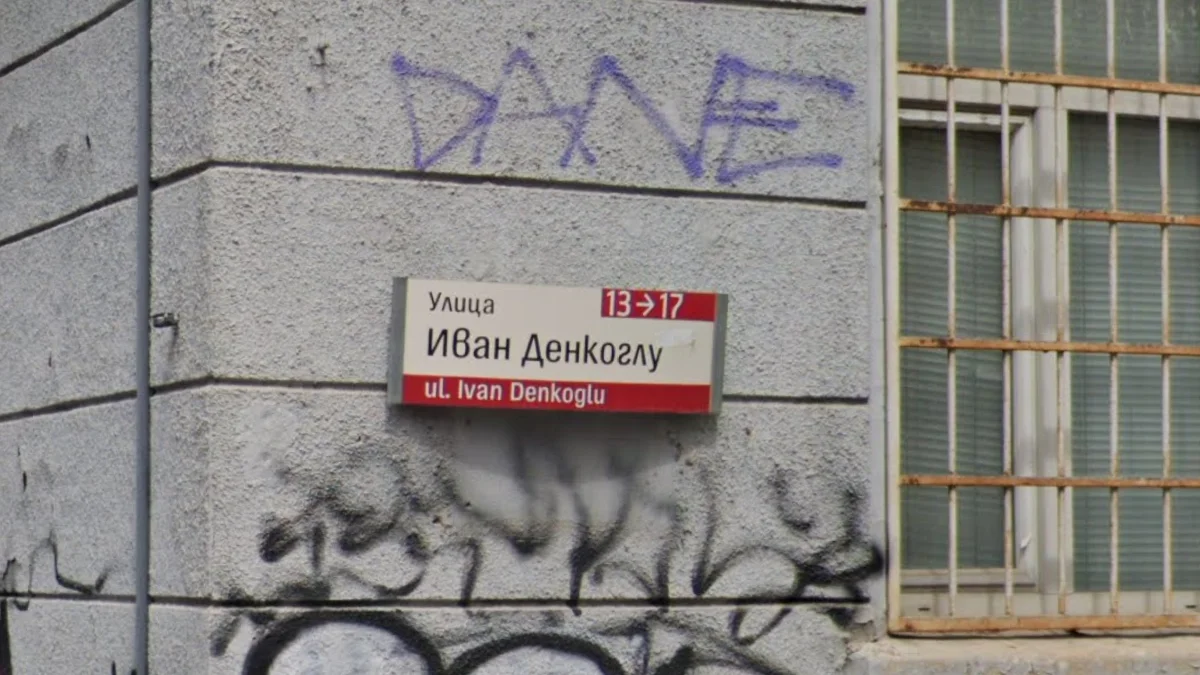 DANE
Улица 13→17
Иван Денкоглу
ul. Ivan Denkoglu